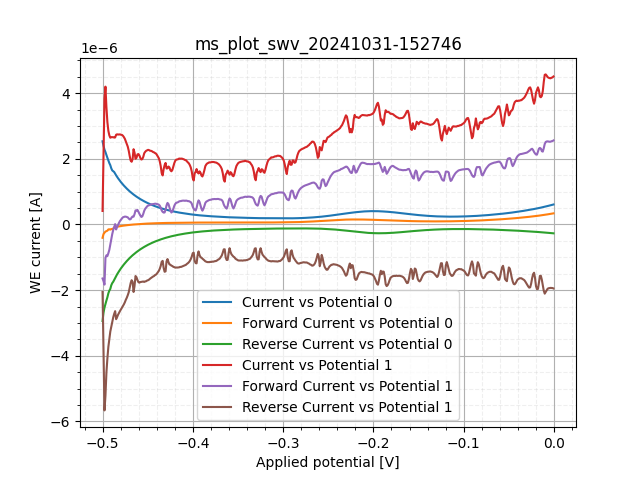 ms_plot_swv_20241031-152746
1e−6
4
2
0
−2
−4
−6
WE current [A]
Current vs Potential 0
Forward Current vs Potential 0
Reverse Current vs Potential 0
Current vs Potential 1
Forward Current vs Potential 1
Reverse Current vs Potential 1
−0.5 −0.4 −0.3 −0.2 −0.1 0.0
Applied potential [V]